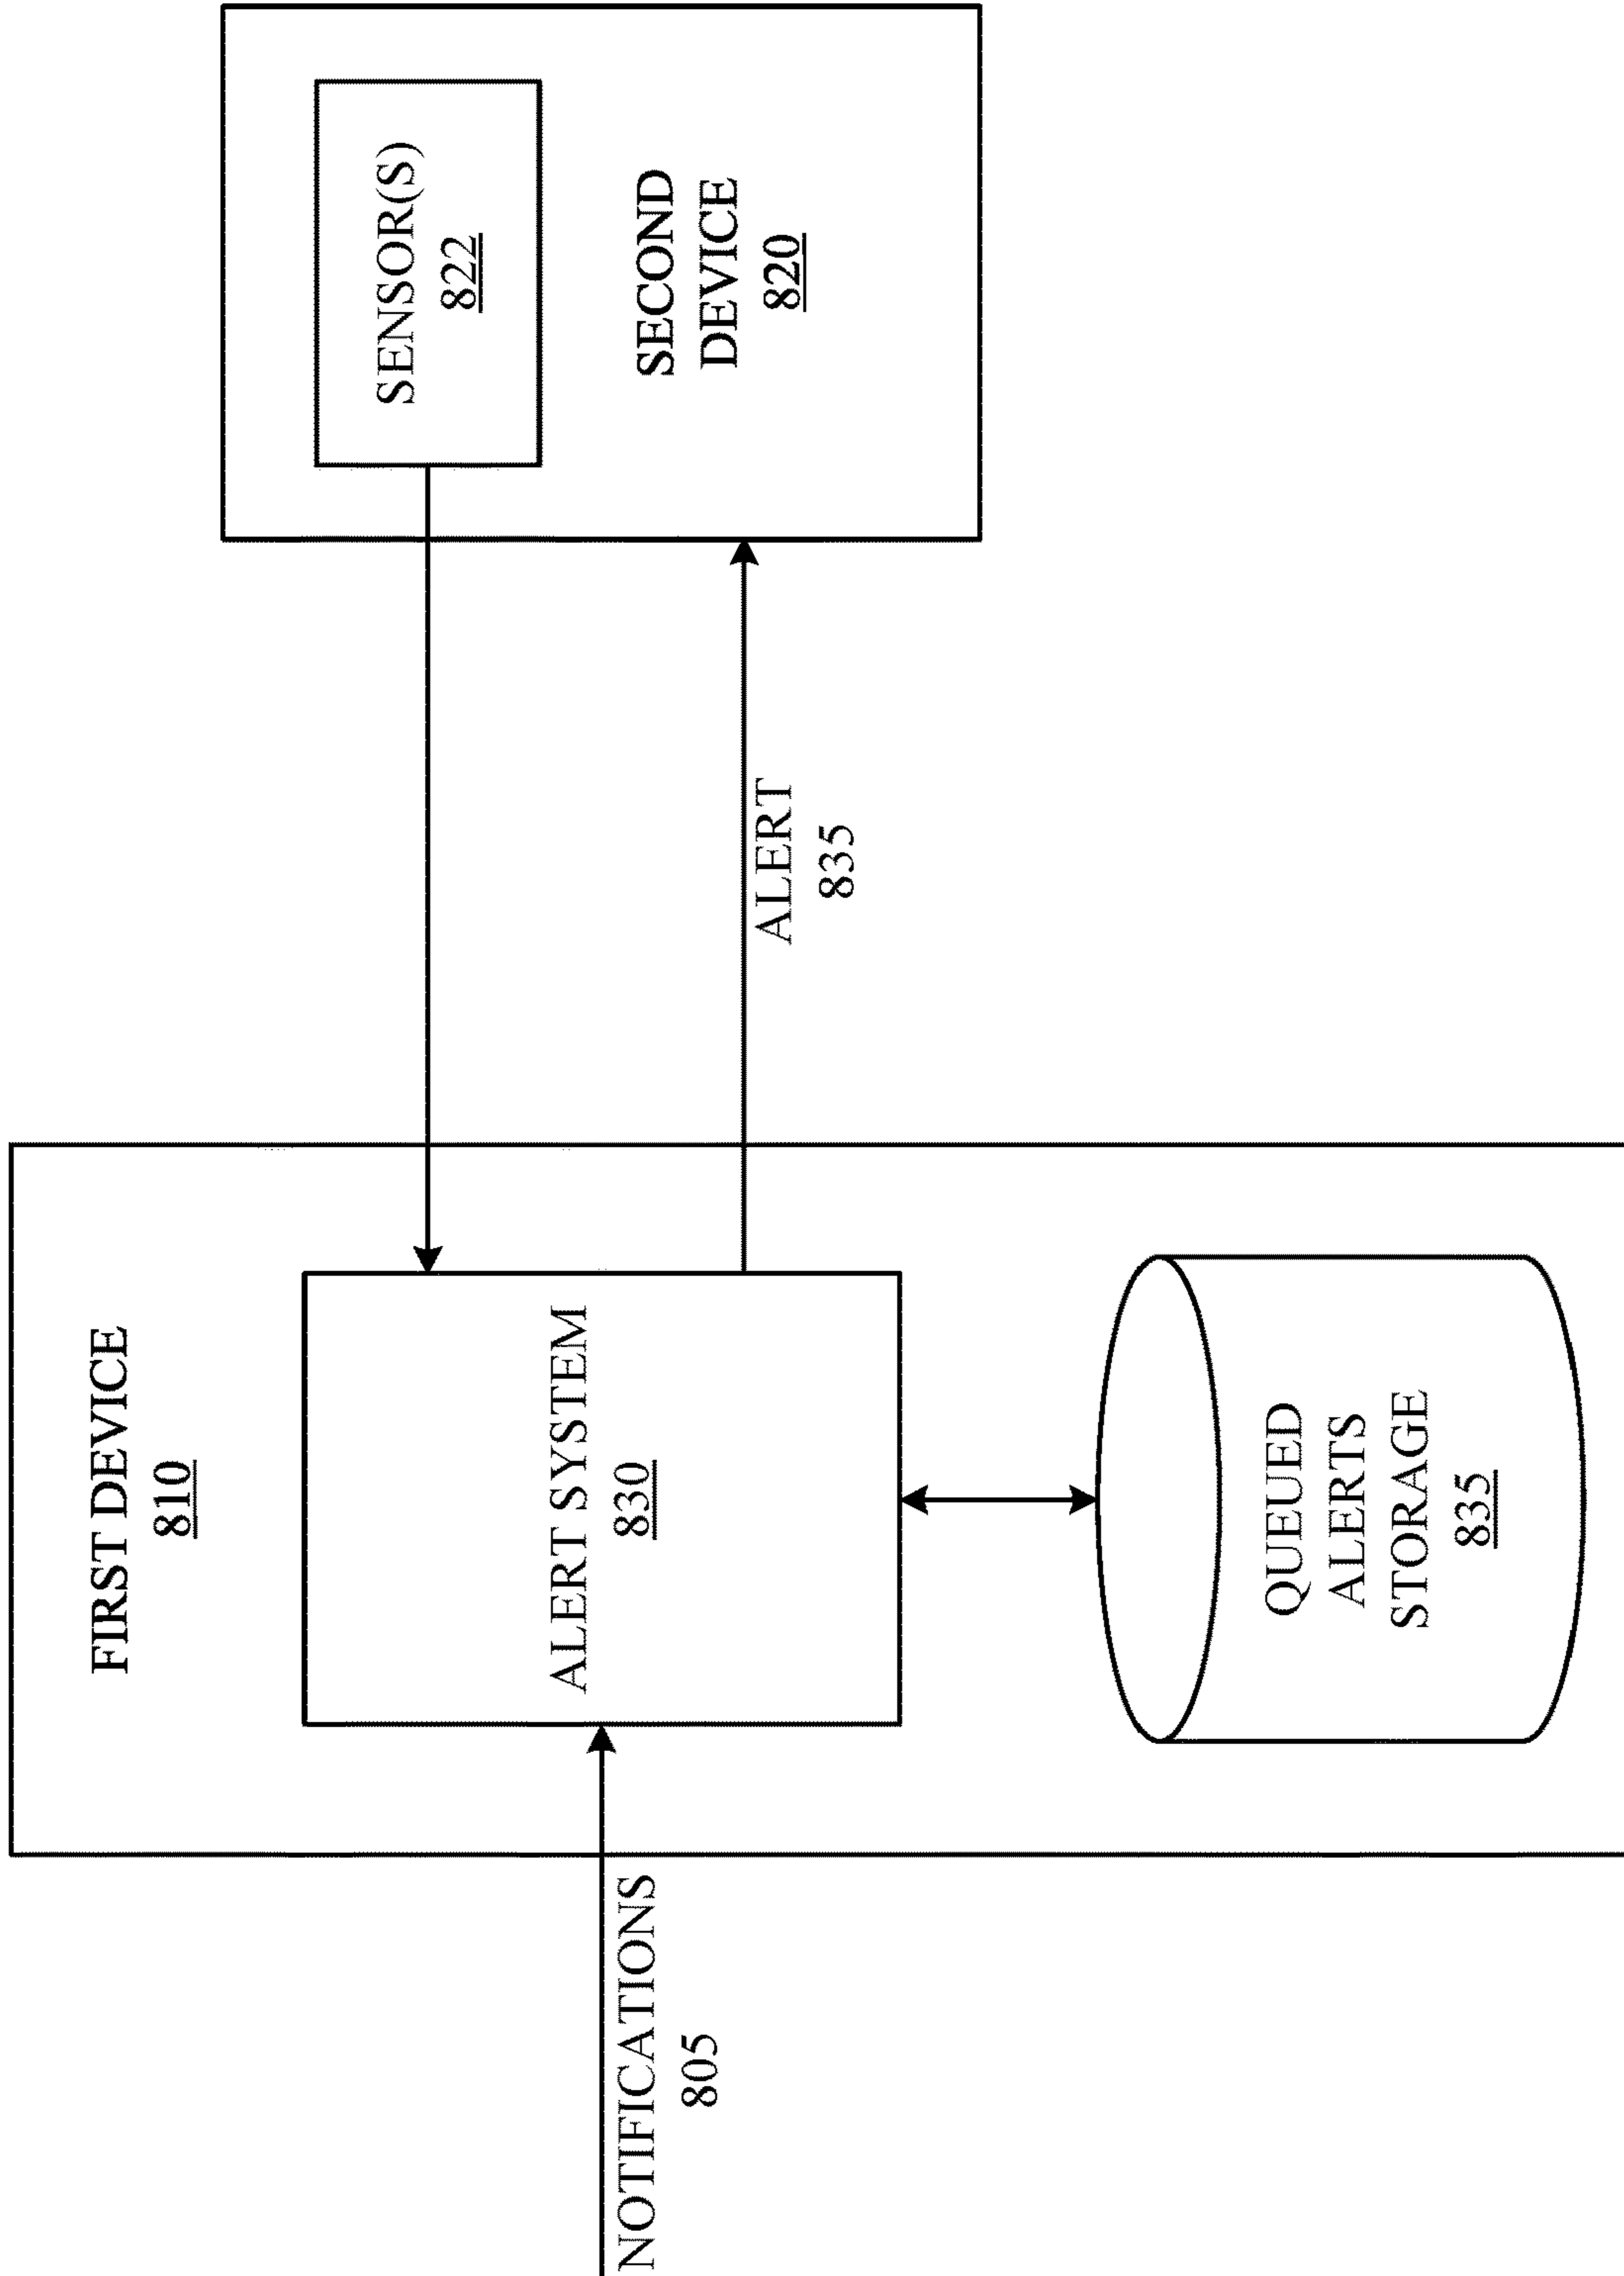 NOTIFICATIONS
805
FIRST DEVICE
810
ALERT SYSTEM
830
QUEUED
ALERTS
STORAGE
835
ALERT
835
SENSOR(S)
822
SECOND
DEVICE
820